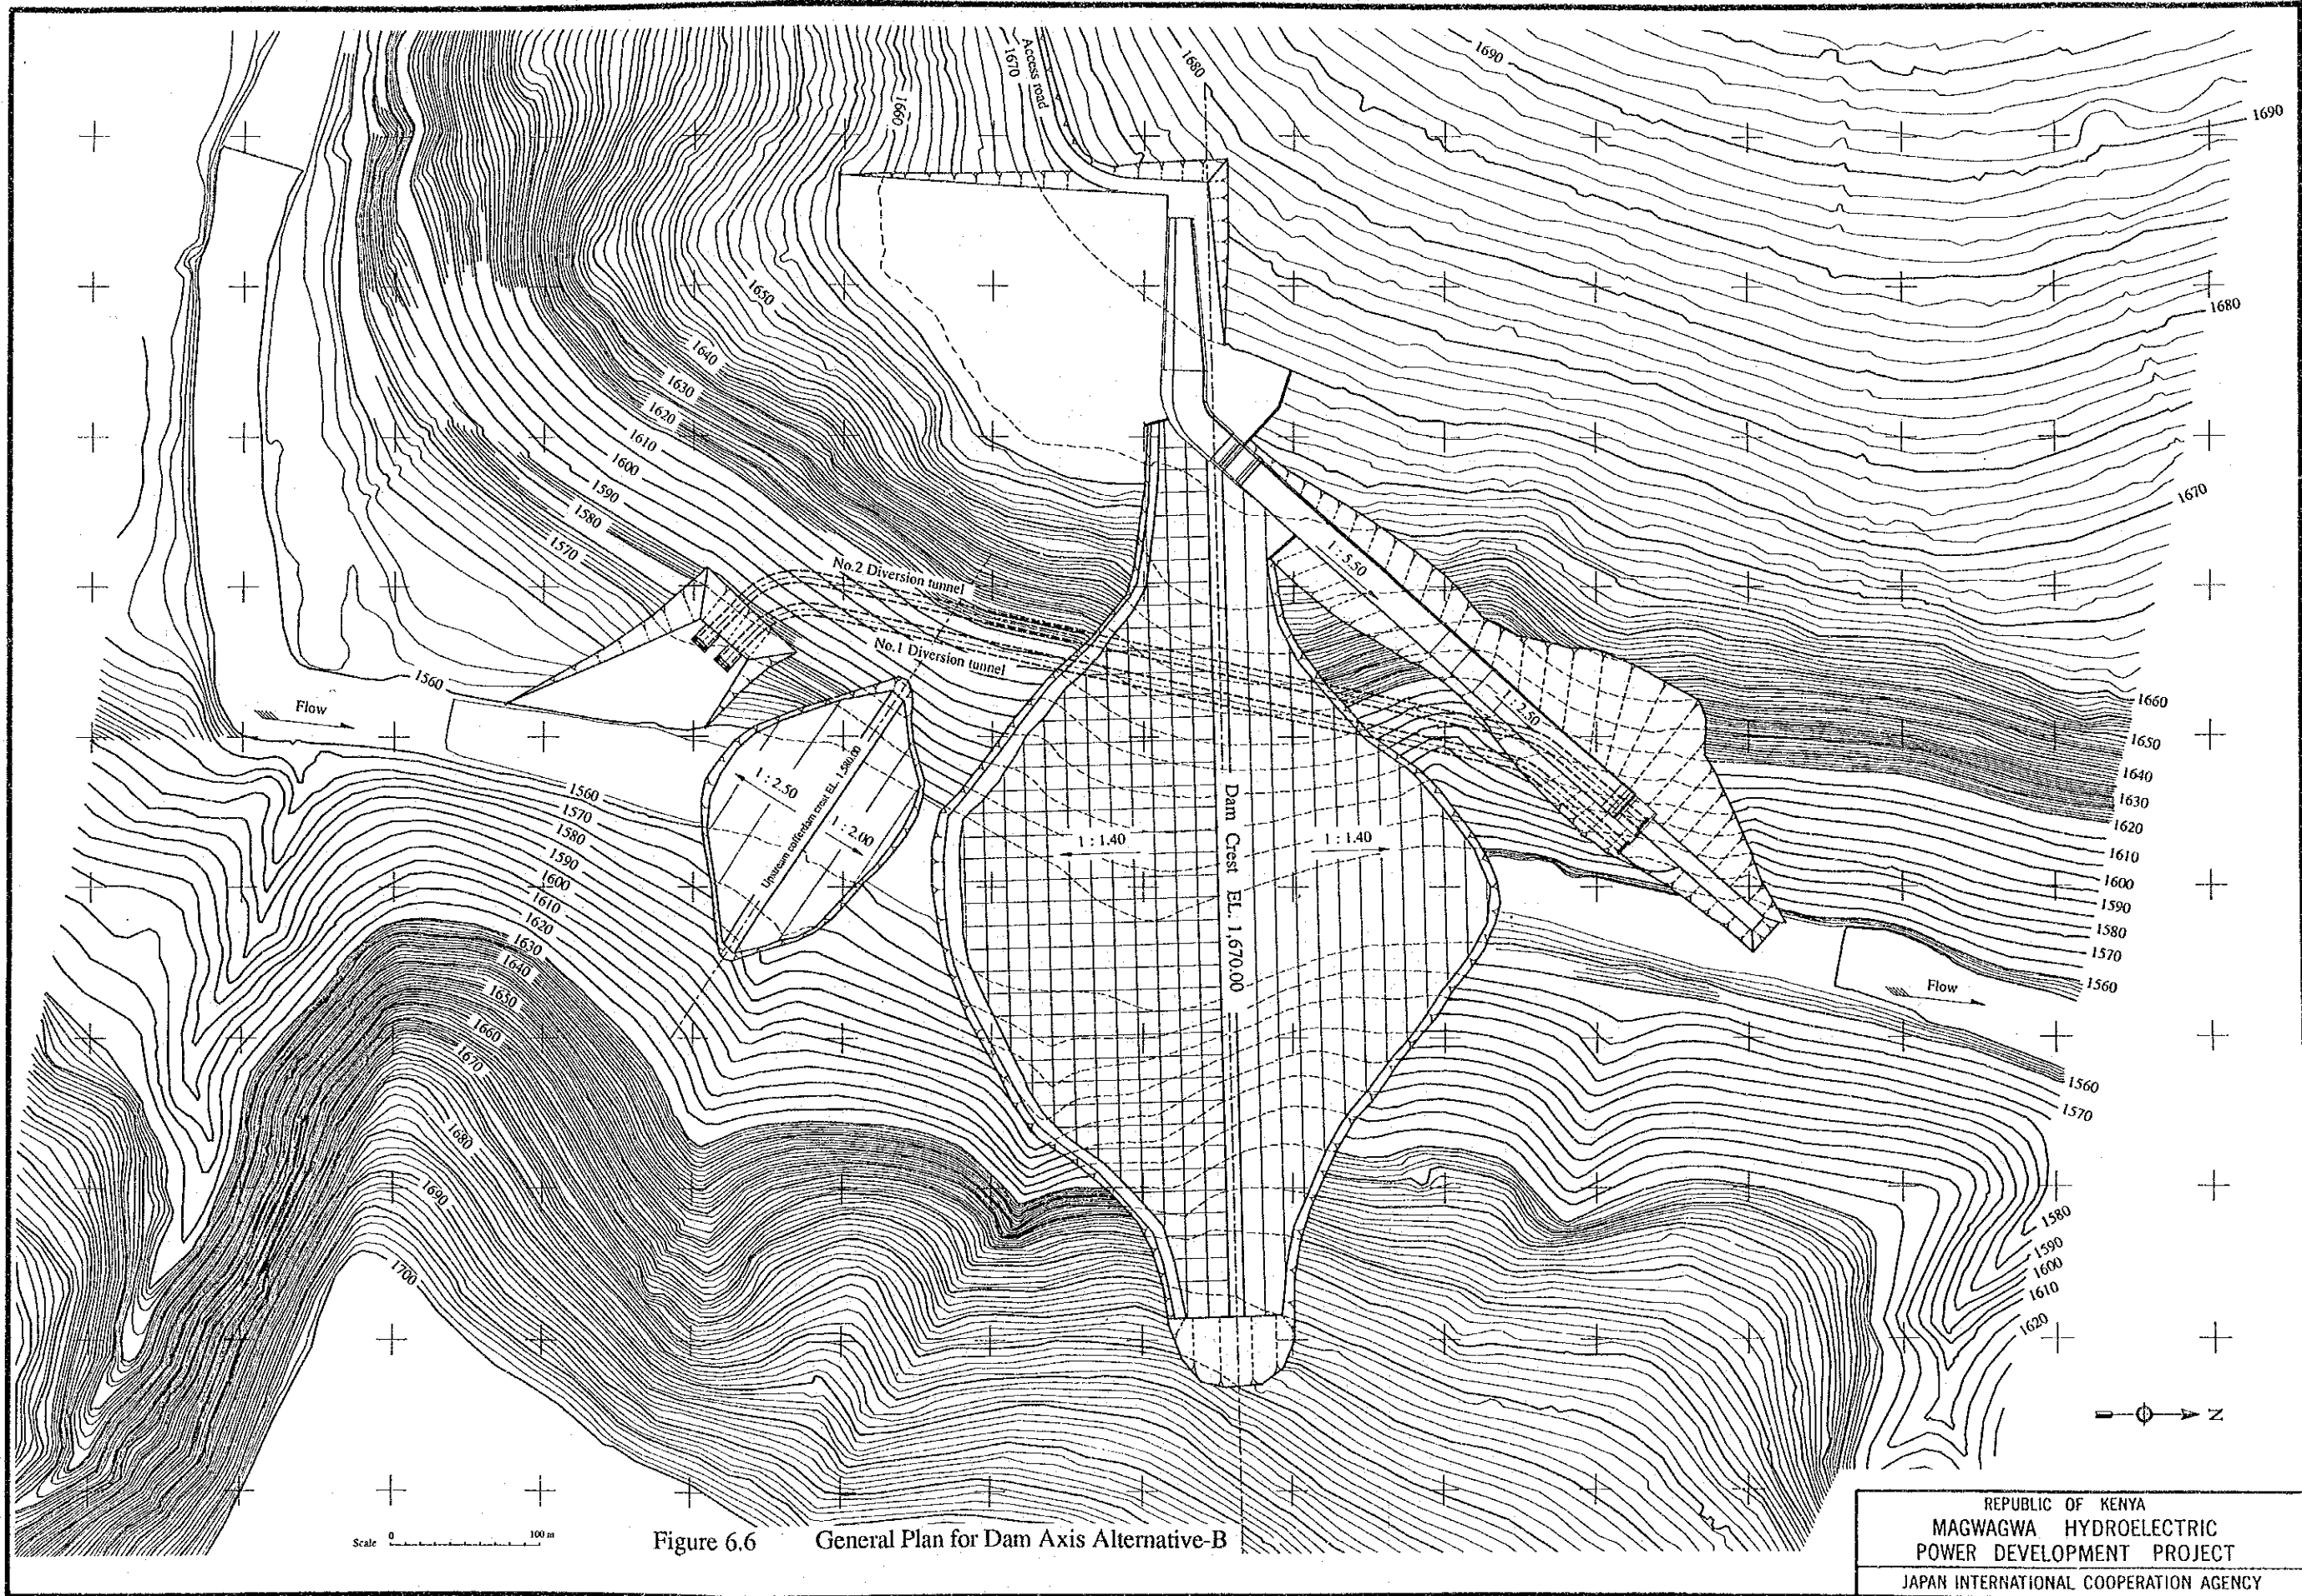 Access road
1670
1660
1680
1690
1690
1680
1670
1650
1640
1630
1620
1610
1600
1590
1580
1570
1560
No.2 Diversion tunnel
No.1 Diversion tunnel
Flow
1 : 5.50
1 : 2.50
1660
1650
1640
1630
1620
1610
1600
1590
1580
1570
1560
Flow
1560
1570
1580
1590
1600
1610
1620
1560
1570
1580
1590
1600
1610
1620
1630
1640
1650
1660
1670
1680
1690
1700
1 : 2.50
1 : 2.00
Upstream cofferdam crest EL. 1,580.00
1 : 1.40
Dam Crest EL. 1,670.00
1 : 1.40
N
Scale 0 100 m
Figure 6.6 General Plan for Dam Axis Alternative-B
REPUBLIC OF KENYA
MAGWAGWA HYDROELECTRIC
POWER DEVELOPMENT PROJECT
JAPAN INTERNATIONAL COOPERATION AGENCY